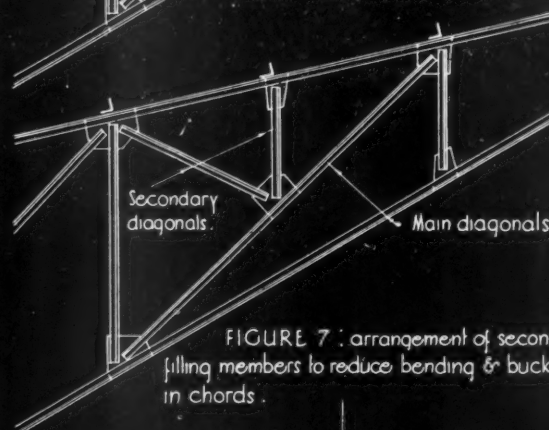 Secondary
diagonals.
Main diagonals
FIGURE 7 : arrangement of secon
filling members to reduce bending & buck
in chords .